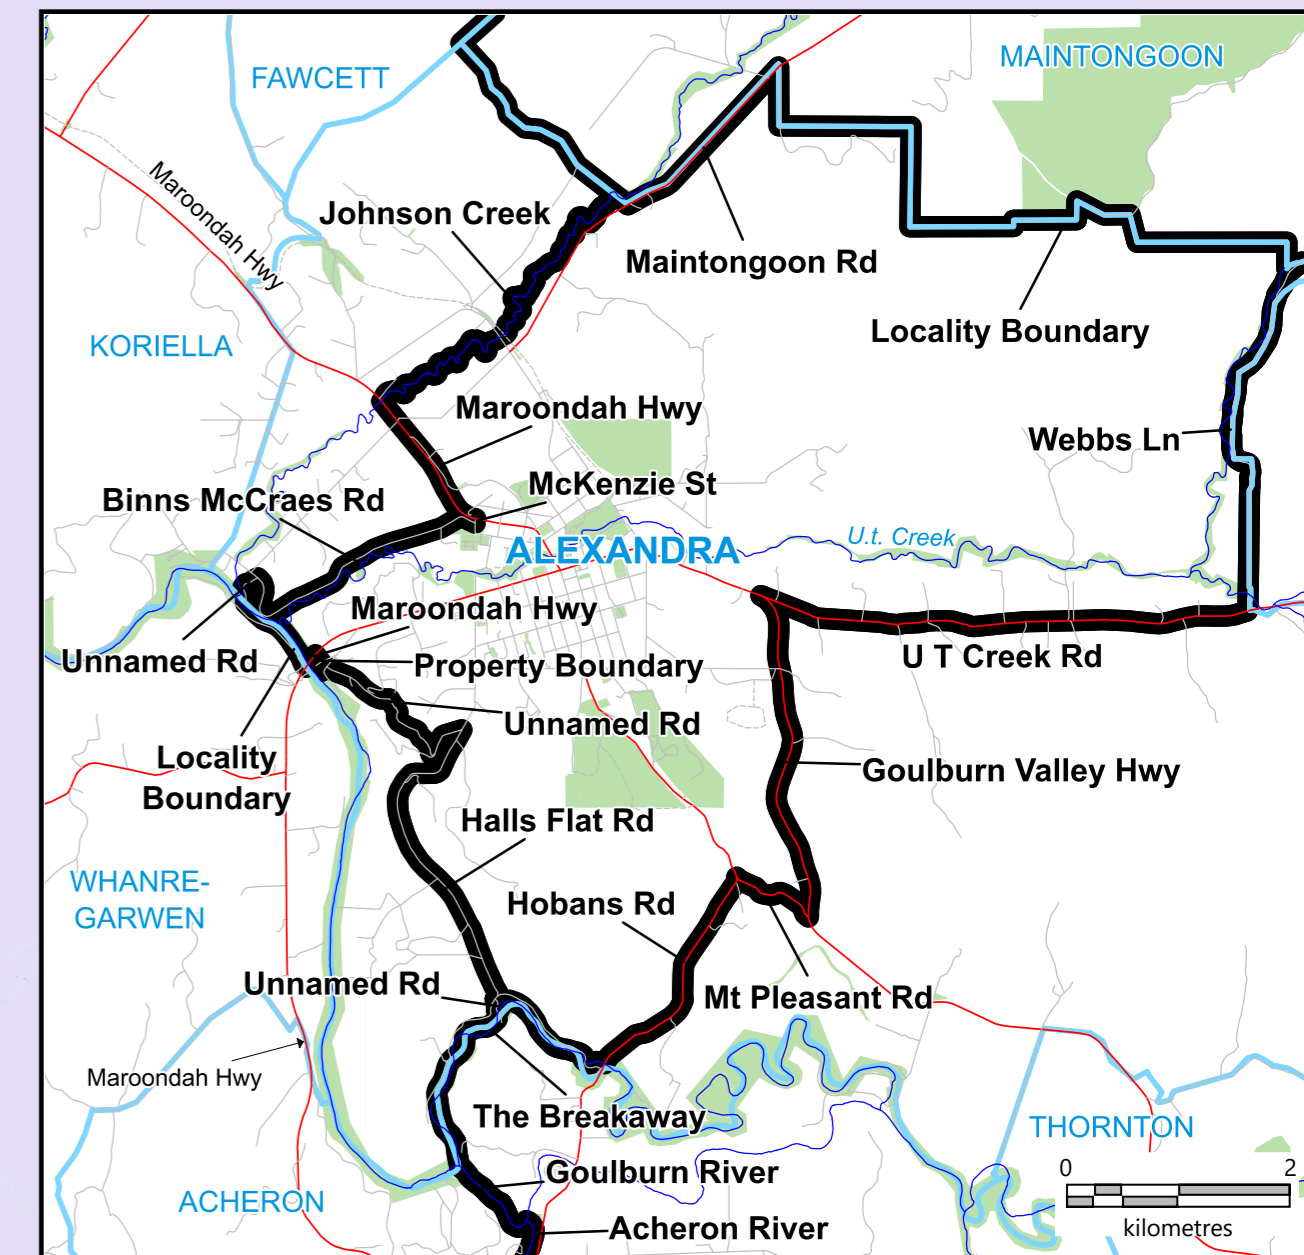 MAINTONGOON
FAWCETT
Maroondah Hwy
Johnson Creek
Maintongoon Rd
Locality Boundary
KORIELLA
Maroondah Hwy
Webbs Ln
McKenzie St
Binns McCraes Rd
U.t. Creek
ALEXANDRA
Maroondah Hwy
U T Creek Rd
Unnamed Rd
Property Boundary
Unnamed Rd
Locality
Boundary
Goulburn Valley Hwy
Halls Flat Rd
WHANRE-
GARWEN
Hobans Rd
Unnamed Rd
Mt Pleasant Rd
Maroondah Hwy
The Breakaway
THORNTON
Goulburn River
0 2
kilometres
ACHERON
Acheron River